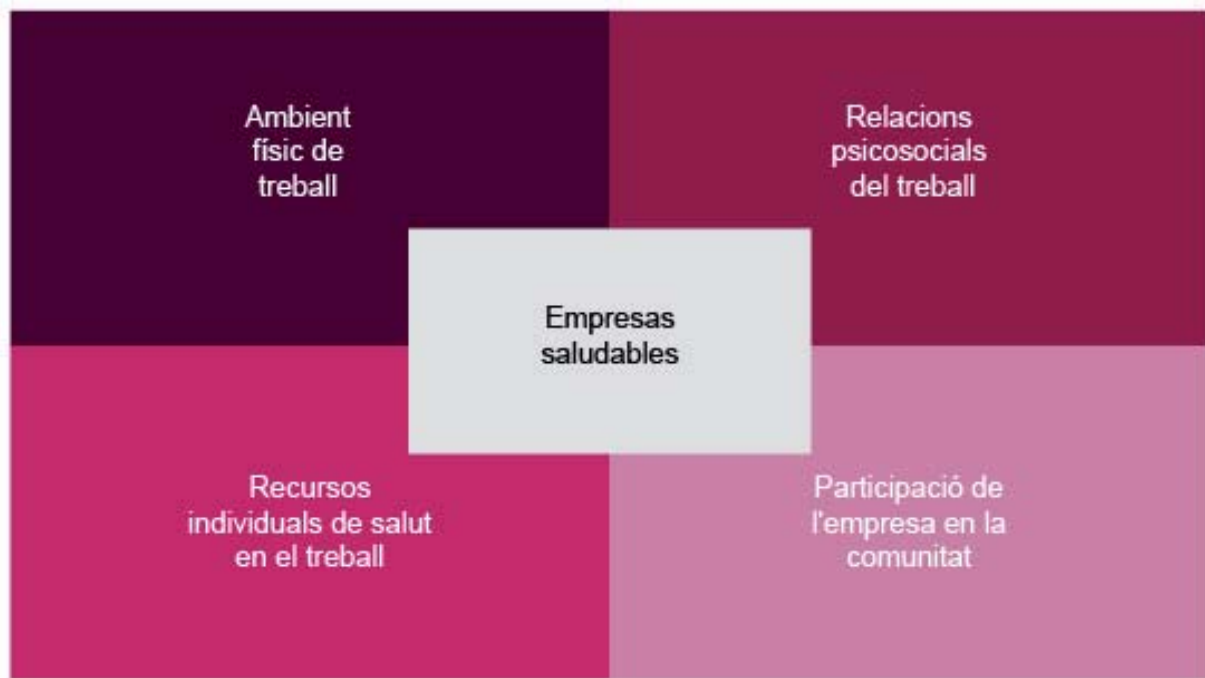 Ambient
físic de
treball
Relacions
psicosocials
del treball
Empresas
saludables
Recursos
individuals de salut
en el treball
Participació de
l'empresa en la
comunitat